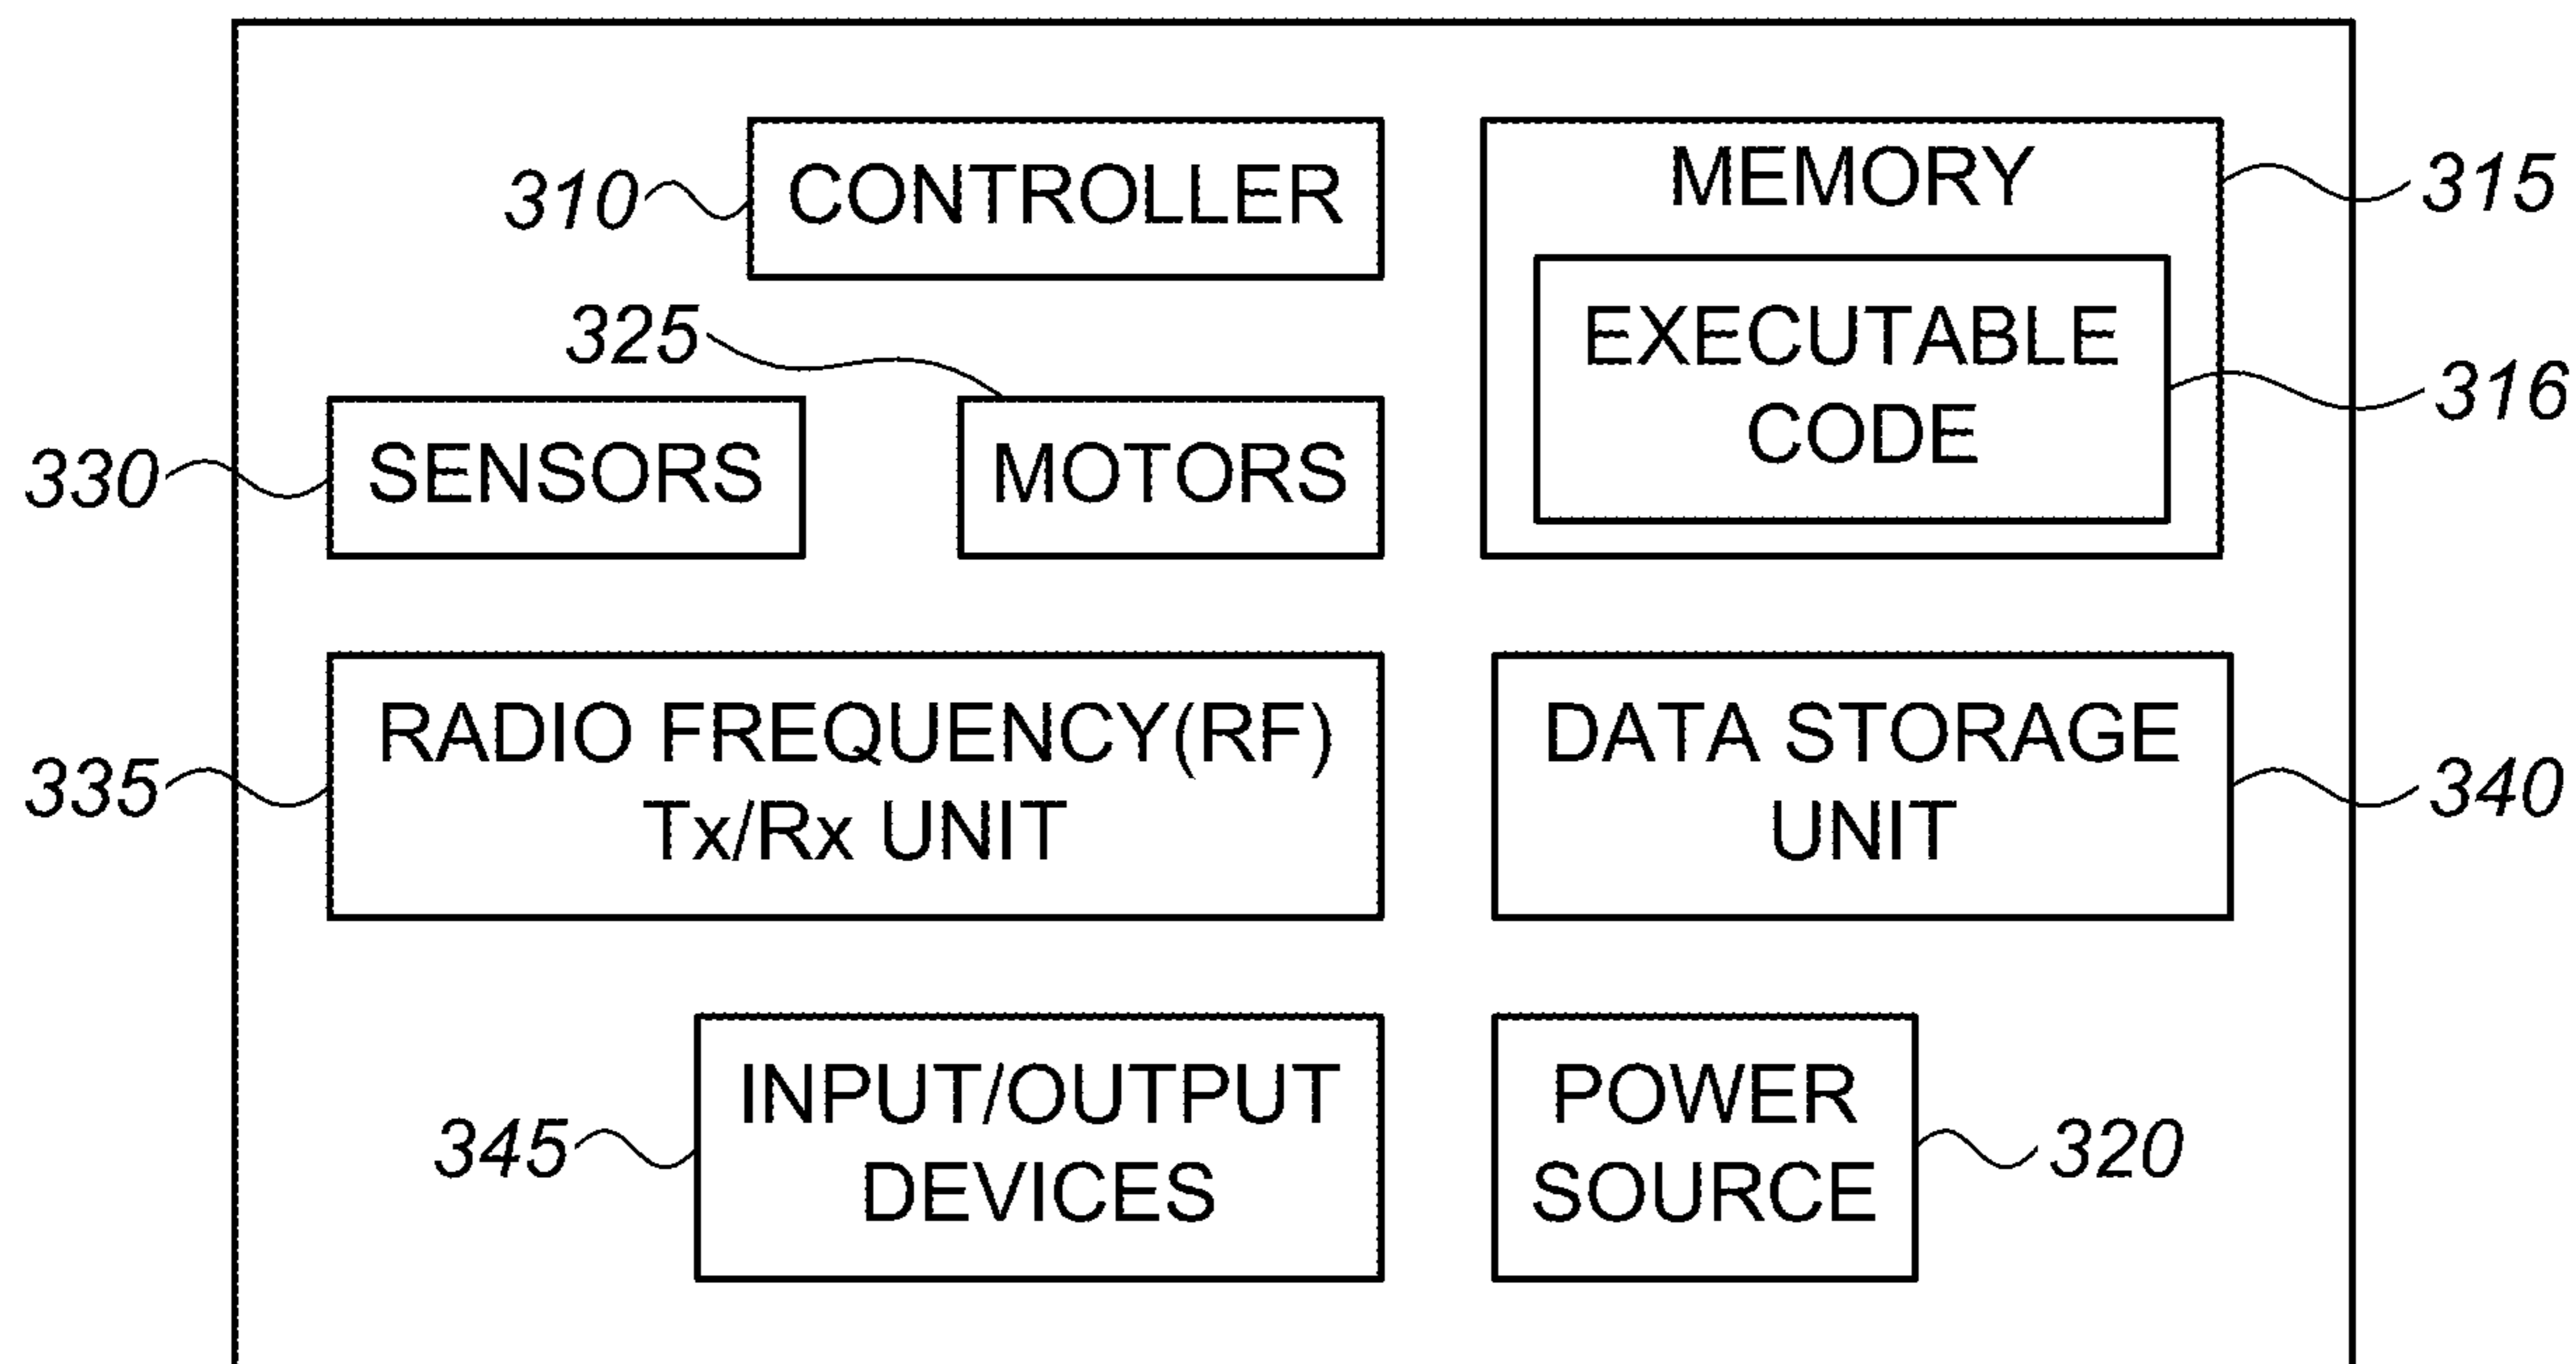 310
CONTROLLER
MEMORY
315
325
EXECUTABLE
CODE
316
330
SENSORS
MOTORS
335
RADIO FREQUENCY(RF)
Tx/Rx UNIT
DATA STORAGE
UNIT
340
345
INPUT/OUTPUT
DEVICES
POWER
SOURCE
320